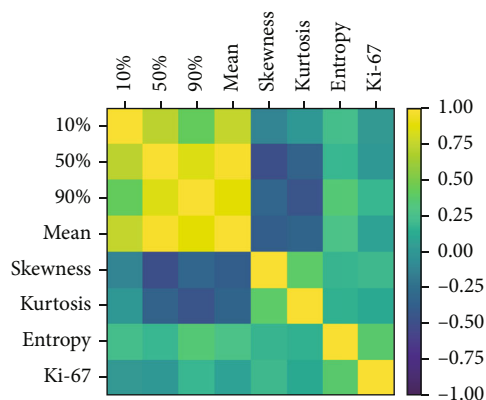 10%
50%
90%
Mean
Skewness
Kurtosis
Entropy
Ki-67
10%
50%
90%
Mean
Skewness
Kurtosis
Entropy
Ki-67
1.00
0.75
0.50
0.25
0.00
−0.25
−0.50
−0.75
−1.00